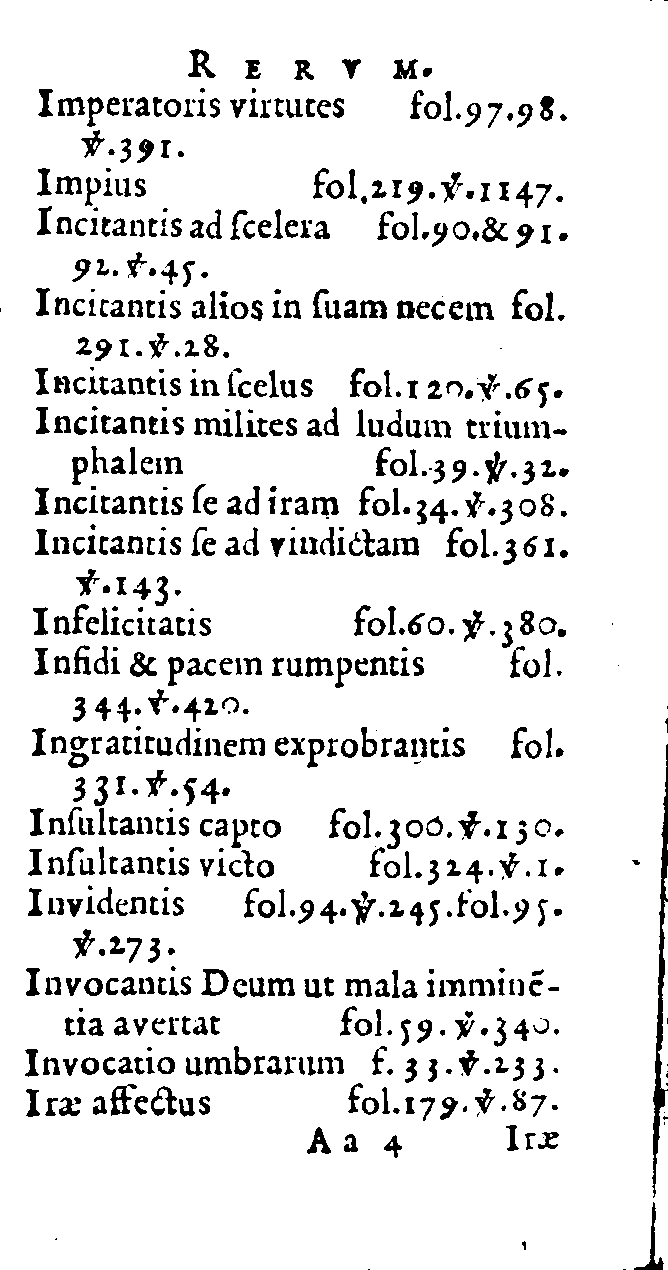 R E R V M.
Imperatoris virtutes fol.97.98.
℣.391.
Impius fol.219.℣.1147.
Incitantis ad ſcelera fol.90.&91.
92.℣.45.
Incitantis alios in ſuam necem fol.
291.℣.28.
Incitantis in ſcelus fol.120.℣.65.
Incitantis milites ad ludum trium-
phalem fol.39.℣.32.
Incitantis ſe ad iram fol.34.℣.308.
Incitantis ſe ad vindictam fol.361.
℣.143.
Infelicitatis fol.60.℣.380.
Infidi & pacem rumpentis fol.
344.℣.420.
Ingratitudinem exprobrantis fol.
331.℣.54.
Inſultantis capto fol.300.℣.130.
Inſultantis victo fol.324.℣.1.
Invidentis fol.94.℣.245.fol.95.
℣.273.
Invocantis Deum ut mala imminẽ-
tia avertat fol.59.℣.340.
Invocatio umbrarum f. 33.℣.233.
Iræ affectus fol.179.℣.87.
A a 4 Iræ